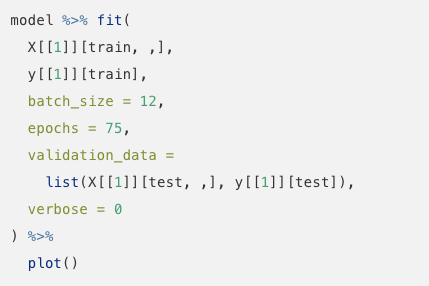 model %>% fit(
  X[[1]][train, ,],
  y[[1]][train],
  batch_size = 12,
  epochs = 75,
  validation_data =
    list(X[[1]][test, ,], y[[1]][test]),
  verbose = 0
) %>%
  plot()